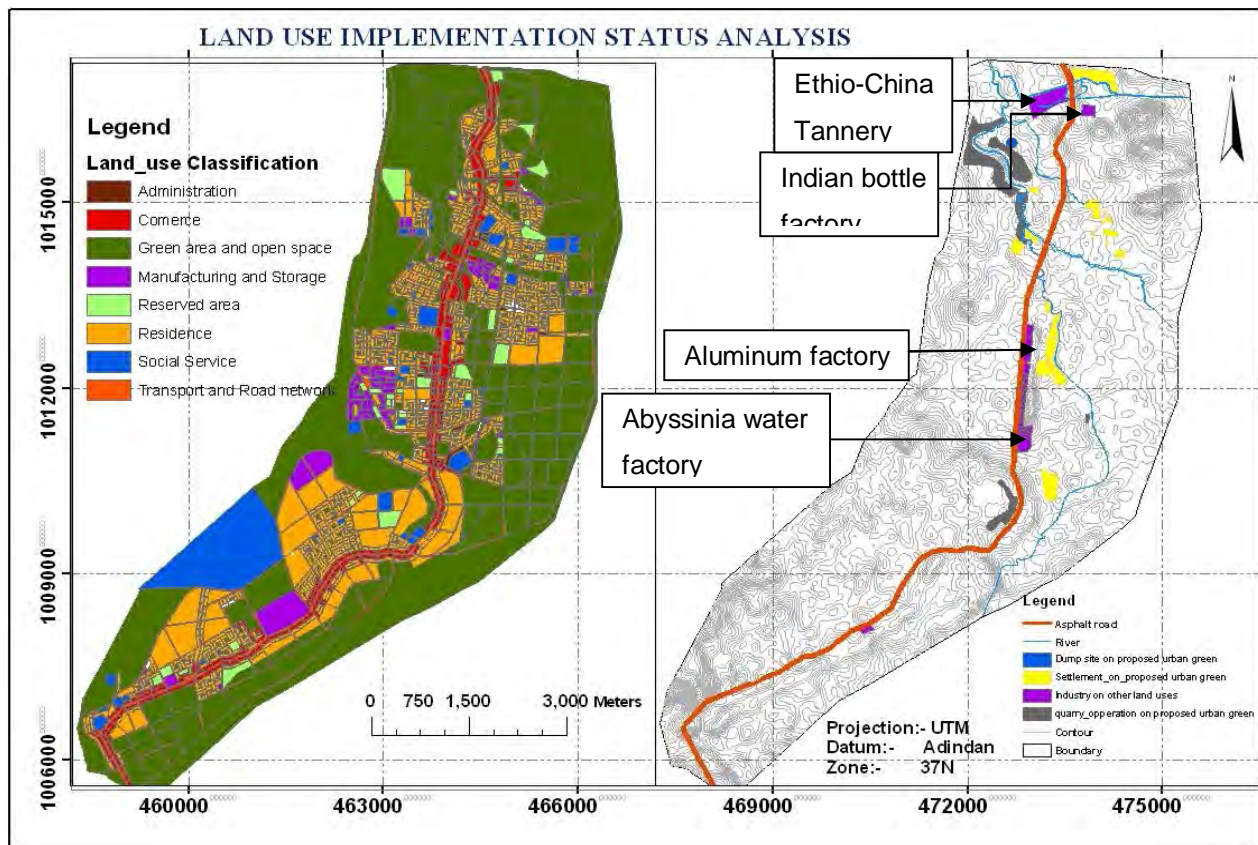 LAND USE IMPLEMENTATION STATUS ANALYSIS
Legend
Land_use Classification
Administration
Comerce
Green area and open space
Manufacturing and Storage
Reserved area
Residence
Social Service
Transport and Road network
0 750 1,500 3,000 Meters
Ethio-China
Tannery
Indian bottle
factory
Aluminum factory
Abyssinia water
factory
N
Legend
Asphalt road
River
Dump site on proposed urban green
Settlement_on_proposed urban green
Industry on other land uses
quarry_opperation on proposed urban green
Contour
Boundary
Projection:- UTM
Datum:- Adindan
Zone:- 37N
1015000
1012000
1009000
1006000
460000 463000 466000 469000 472000 475000